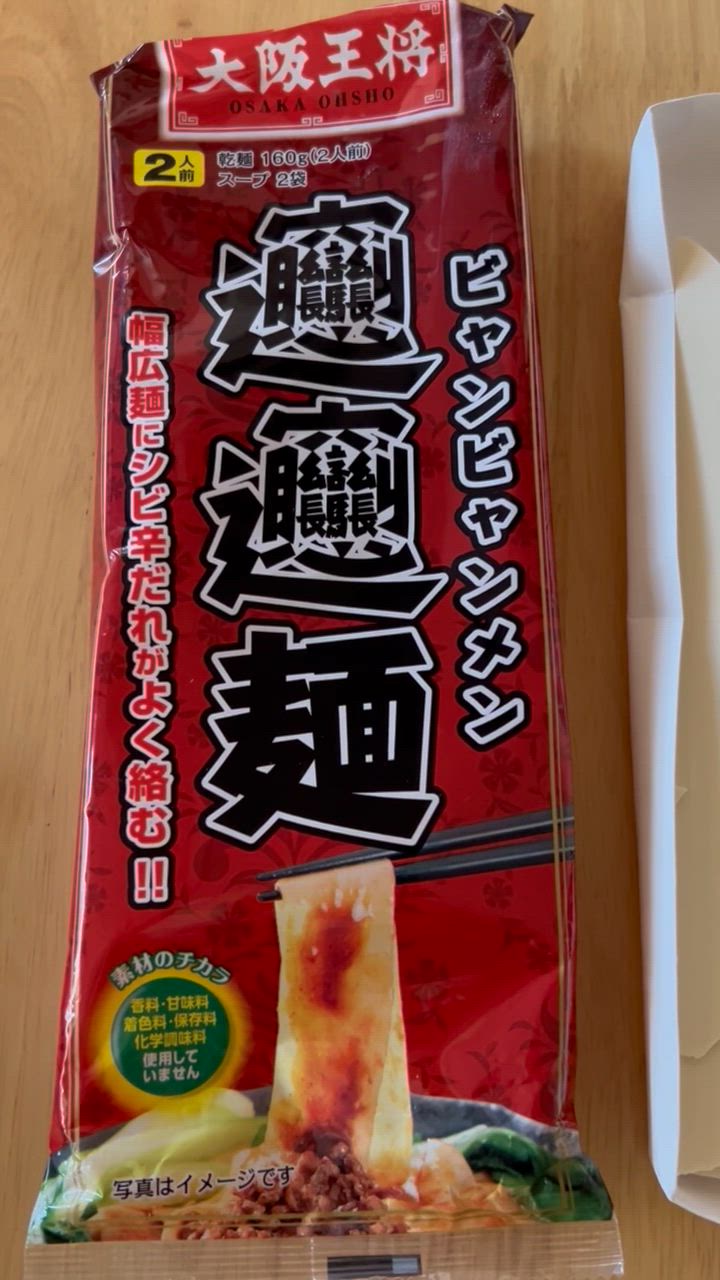 大阪王将
OSAKA OHSHO
2人前
乾麺 160g(2人前)
スープ 2袋
𰻞𰻞麺
ビャンビャンメン
幅広麺にシビ辛だれがよく絡む!!
素材のチカラ
香料・甘味料
着色料・保存料
化学調味料
使用して
いません
写真はイメージです